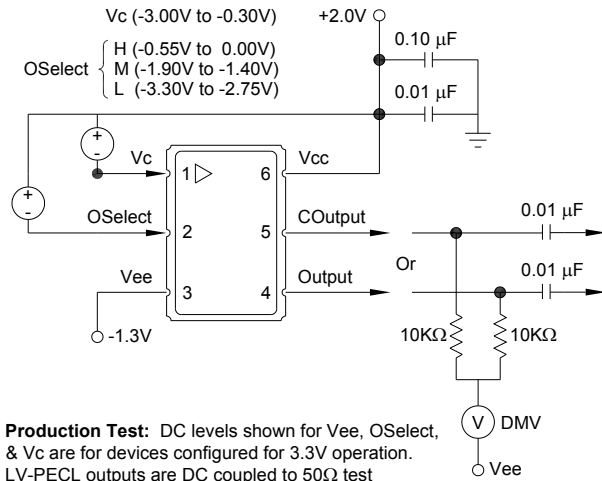 Vc (-3.00V to -0.30V)
+2.0V
H (-0.55V to 0.00V)
OSelect
M (-1.90V to -1.40V)
L (-3.30V to -2.75V)
0.10 µF
0.01 µF
+
-
Vc
1
6
Vcc
+
-
OSelect
2
5
COutput
0.01 µF
Or
Vee
3
4
Output
0.01 µF
-1.3V
10KΩ
10KΩ
V
DMV
Vee
Production Test: DC levels shown for Vee, OSelect,
& Vc are for devices configured for 3.3V operation.
LV-PECL outputs are DC coupled to 50Ω test